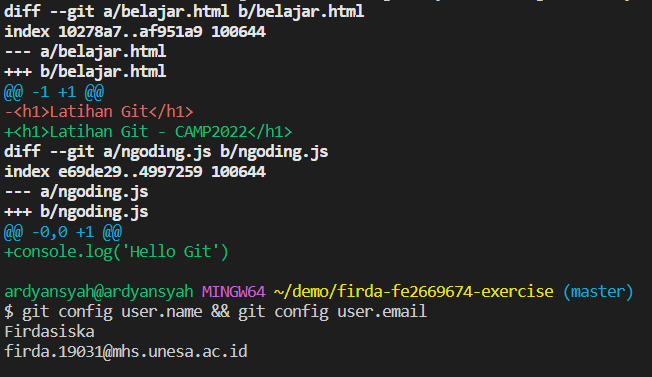 diff --git a/belajar.html b/belajar.html
index 10278a7..af951a9 100644
--- a/belajar.html
+++ b/belajar.html
@@ -1 +1 @@
-<h1>Latihan Git</h1>
+<h1>Latihan Git - CAMP2022</h1>
diff --git a/ngoding.js b/ngoding.js
index e69de29..4997259 100644
--- a/ngoding.js
+++ b/ngoding.js
@@ -0,0 +1 @@
+console.log('Hello Git')
ardyansyah@ardyansyah MINGW64 ~/demo/firda-fe2669674-exercise (master)
$ git config user.name && git config user.email
Firdasiska
firda.19031@mhs.unesa.ac.id